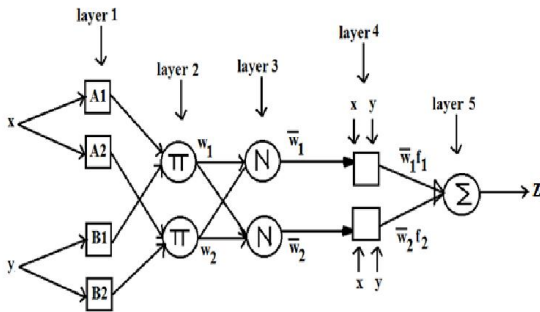 layer 1
layer 2
layer 3
layer 4
layer 5
x
y
A1
A2
B1
B2
π
π
w₁
w₂
N
N
w̅₁
w̅₂
x y
x y
w̅₁f₁
w̅₂f₂
Σ
Z